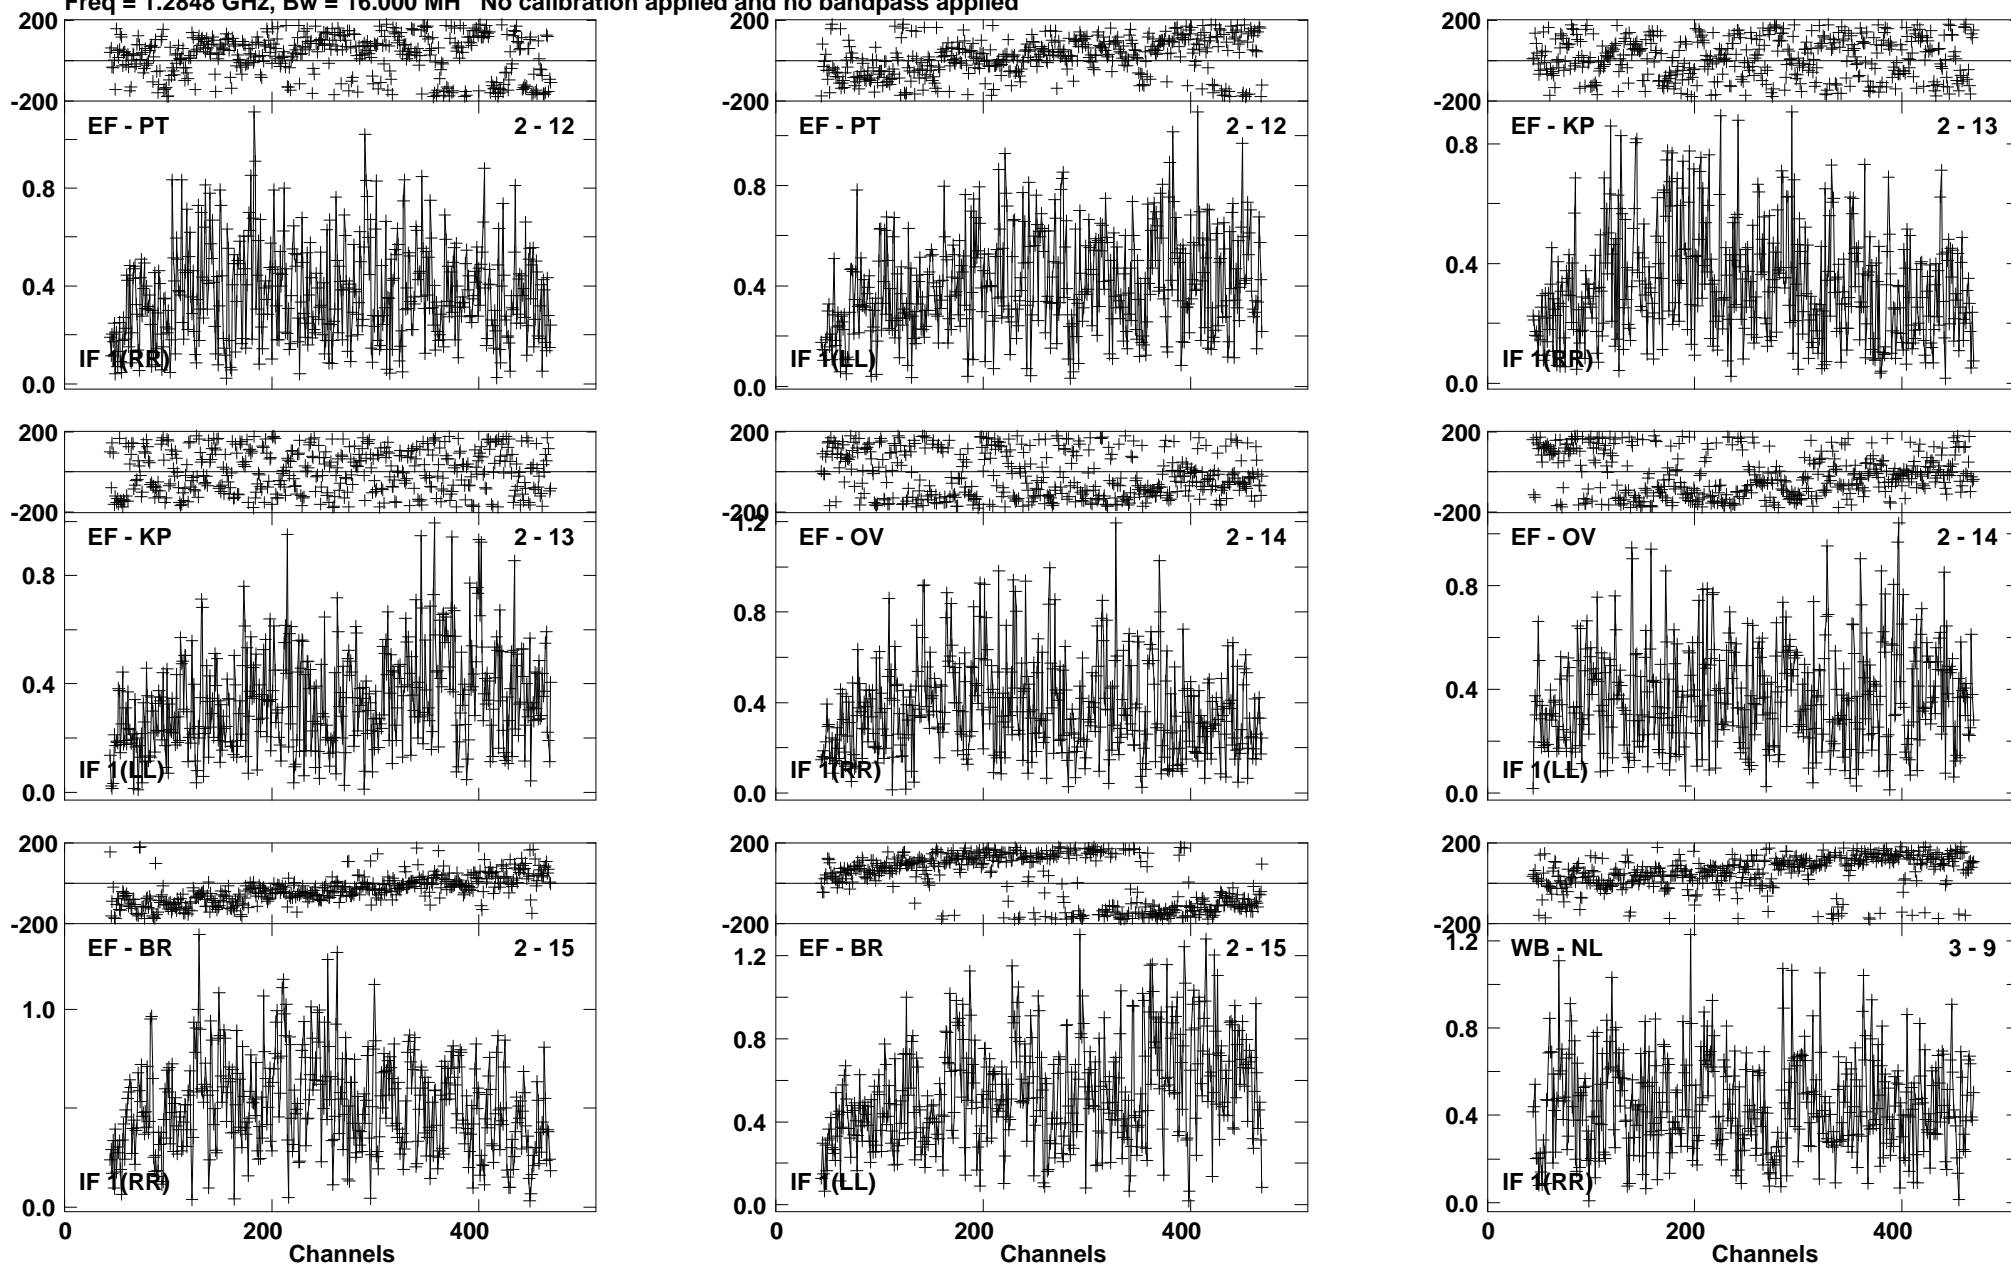 Freq = 1.2848 GHz, Bw = 16.000 MH No calibration applied and no bandpass applied
200
-200
EF - PT 2 - 12
0.8
0.4
0.0
IF 1(RR)
200
-200
EF - PT 2 - 12
0.8
0.4
0.0
IF 1(LL)
200
-200
EF - KP 2 - 13
0.8
0.4
0.0
IF 1(RR)
200
-200
EF - KP 2 - 13
0.8
0.4
0.0
IF 1(LL)
200
-200
1.2
EF - OV 2 - 14
0.8
0.4
0.0
IF 1(RR)
200
-200
EF - OV 2 - 14
0.8
0.4
0.0
IF 1(LL)
200
-200
EF - BR 2 - 15
1.0
0.0
IF 1(RR)
0 200 400
Channels
200
-200
EF - BR 2 - 15
1.2
0.8
0.4
0.0
IF 1(LL)
0 200 400
Channels
200
-200
1.2
WB - NL 3 - 9
0.8
0.4
0.0
IF 1(RR)
0 200 400
Channels